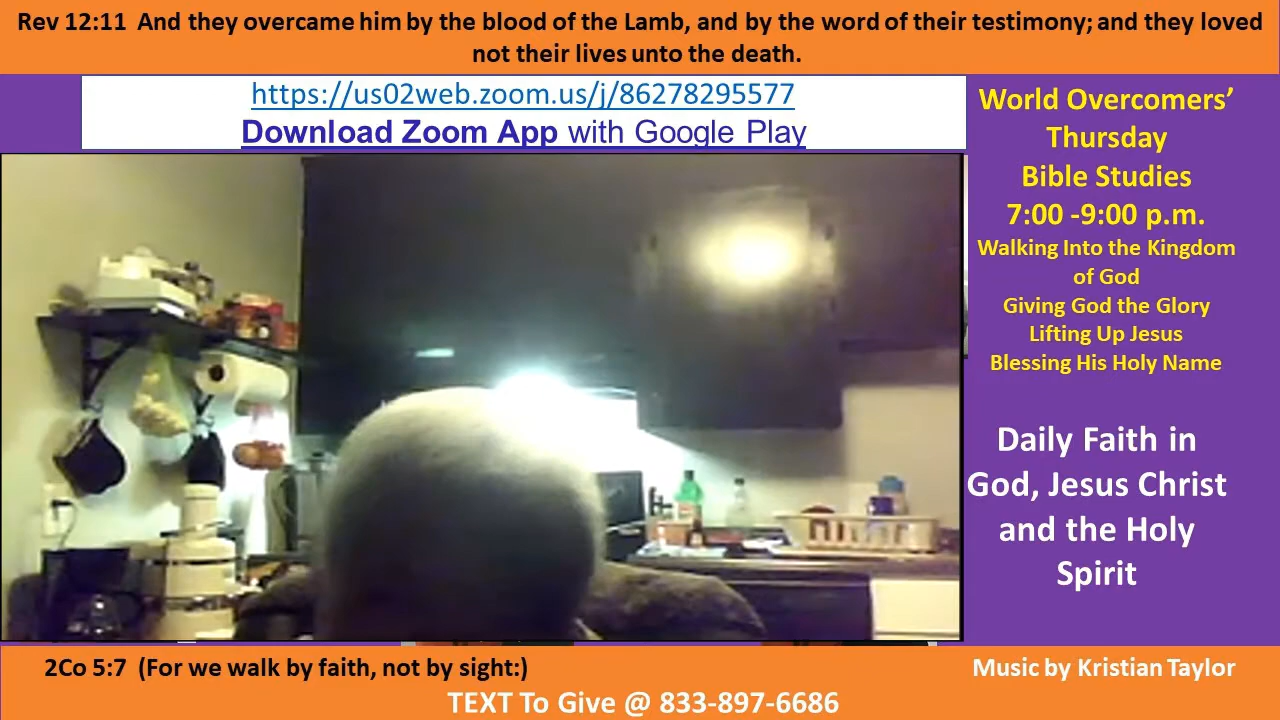 Rev 12:11  And they overcame him by the blood of the Lamb, and by the word of their testimony; and they loved
not their lives unto the death.
https://us02web.zoom.us/j/86278295577
Download Zoom App with Google Play
World Overcomers’
Thursday
Bible Studies
7:00 -9:00 p.m.
Walking Into the Kingdom
of God
Giving God the Glory
Lifting Up Jesus
Blessing His Holy Name
Daily Faith in
God, Jesus Christ
and the Holy
Spirit
2Co 5:7  (For we walk by faith, not by sight:)
Music by Kristian Taylor
TEXT To Give @ 833-897-6686